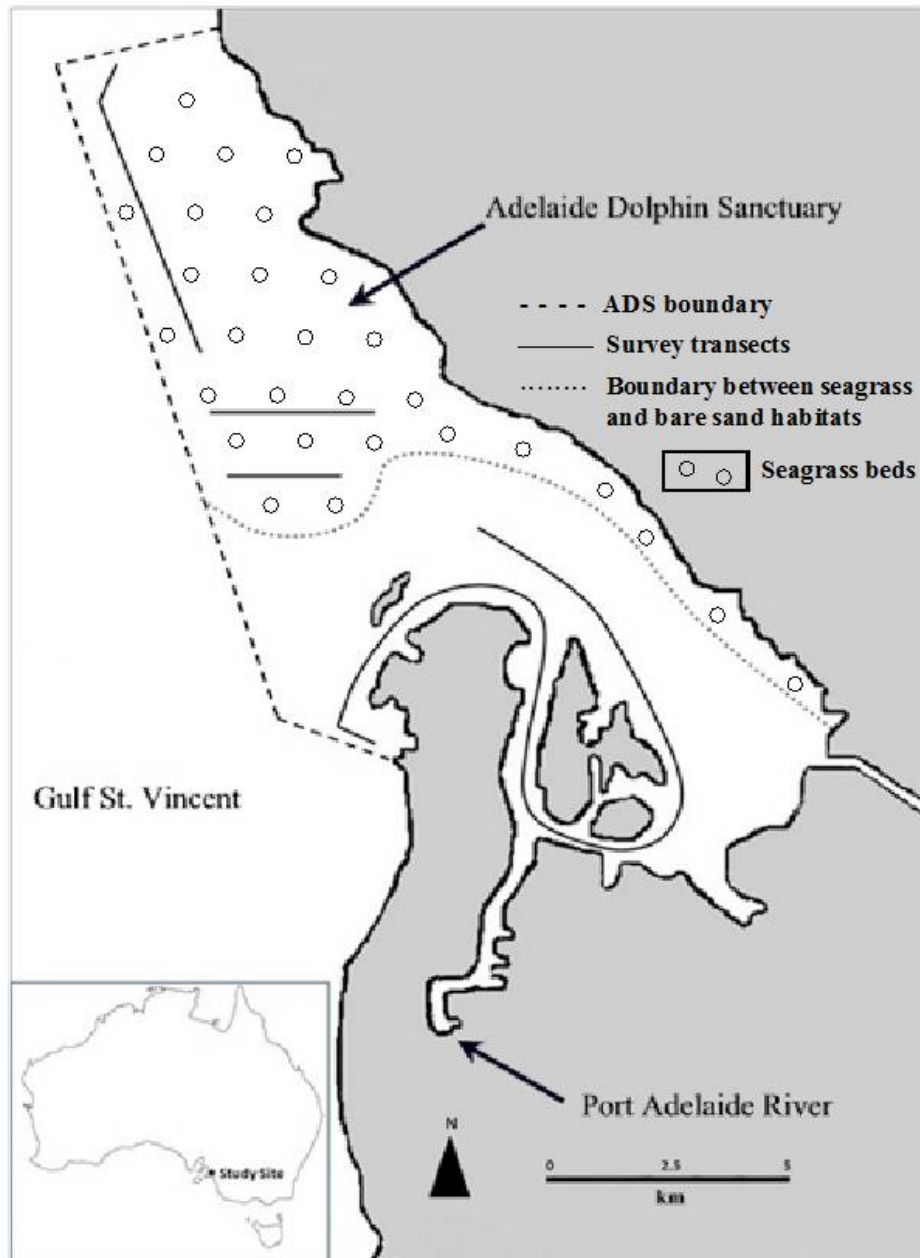 Adelaide Dolphin Sanctuary
ADS boundary
Survey transects
Boundary between seagrass
and bare sand habitats
Seagrass beds
Gulf St. Vincent
Port Adelaide River
N
0 2.5 5
km
Study Site